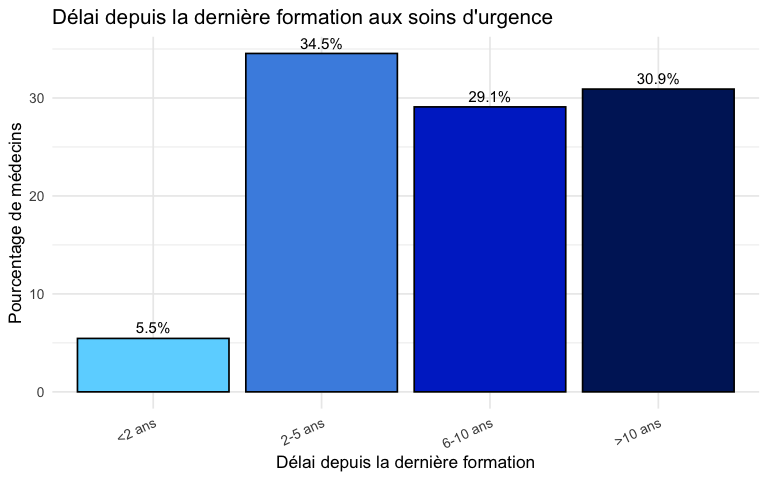 Délai depuis la dernière formation aux soins d'urgence
34.5%
30.9%
29.1%
5.5%
Pourcentage de médecins
30
20
10
0
<2 ans
2-5 ans
6-10 ans
>10 ans
Délai depuis la dernière formation